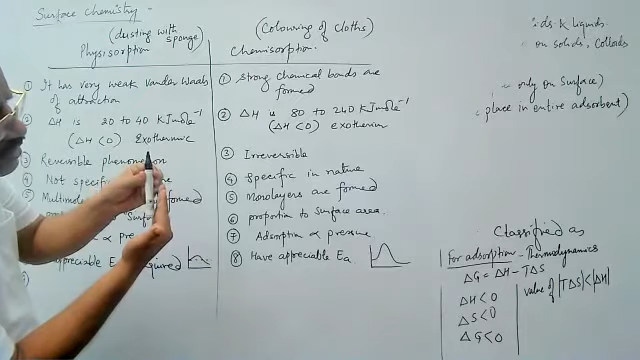 Surface Chemistry -
(dusting with sponge)
Physisorption
① It has very weak Vander Waals
of attraction
② ΔH is 20 to 40 KJmole⁻¹
(ΔH < 0) Exothermic
③ Reversible phenomenon
④ Not specific
⑤ formed
Surface
∝
appreciable
(Colouring of cloths)
Chemisorption.
① strong chemical bonds are
formed
② ΔH is 80 to 240 KJmole⁻¹
(ΔH < 0) exotherm
③ Irreversible
④ Specific in nature
⑤ Monolayers are formed
⑥ proportion to Surface area.
⑦ Adsorption ∝ pressure
⑧ Have appreciable Ea.
ds. & liquids
on solids, Colloids
only on Surface)
place in entire adsorbent)
Classified as
For adsorption - Thermodynamics
ΔG = ΔH - TΔS
ΔH < 0
ΔS < 0
ΔG < 0
value of |TΔS| < |ΔH|